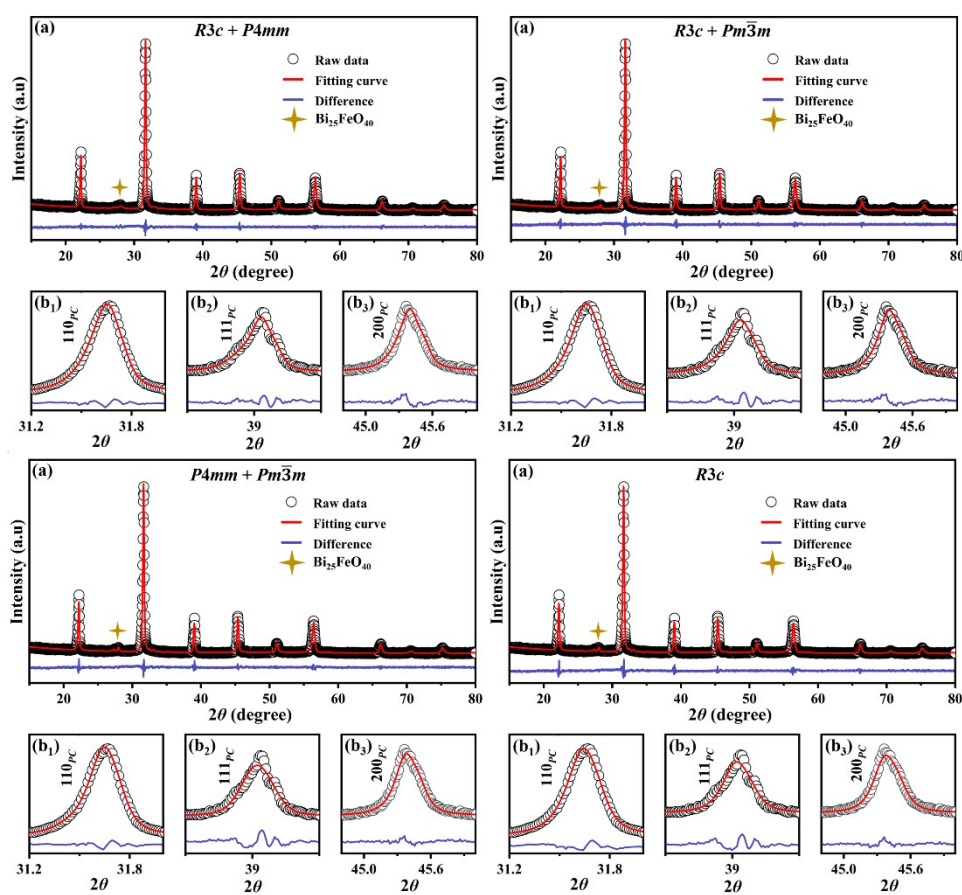 (a)
R3c + P4mm
Raw data
Fitting curve
Difference
Bi₂₅FeO₄₀
Intensity (a.u)
20 30 40 50 60 70 80
2θ (degree)
(b₁)
110PC
31.2 31.8
2θ
(b₂)
111PC
39
2θ
(b₃)
200PC
45.0 45.6
2θ
(a)
R3c + Pm3̅m
Raw data
Fitting curve
Difference
Bi₂₅FeO₄₀
Intensity (a.u)
20 30 40 50 60 70 80
2θ (degree)
(b₁)
110PC
31.2 31.8
2θ
(b₂)
111PC
39
2θ
(b₃)
200PC
45.0 45.6
2θ
(a)
P4mm + Pm3̅m
Raw data
Fitting curve
Difference
Bi₂₅FeO₄₀
Intensity (a.u)
20 30 40 50 60 70 80
2θ (degree)
(b₁)
110PC
31.2 31.8
2θ
(b₂)
111PC
39
2θ
(b₃)
200PC
45.0 45.6
2θ
(a)
R3c
Raw data
Fitting curve
Difference
Bi₂₅FeO₄₀
Intensity (a.u)
20 30 40 50 60 70 80
2θ (degree)
(b₁)
110PC
31.2 31.8
2θ
(b₂)
111PC
39
2θ
(b₃)
200PC
45.0 45.6
2θ